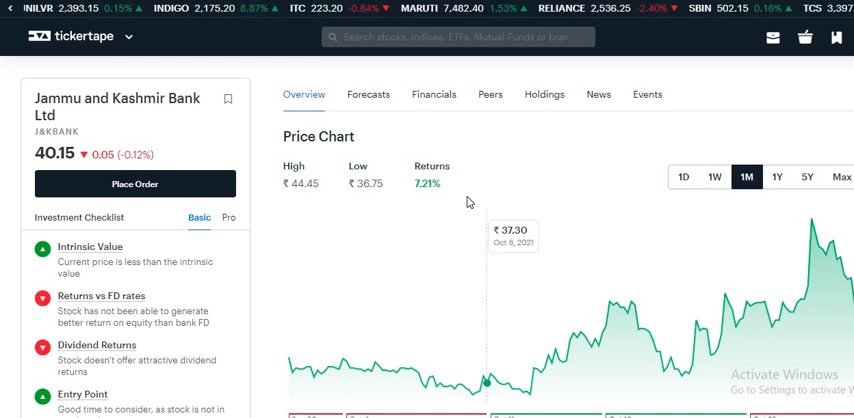 UNILVR 2,393.15 0.15% ▲ INDIGO 2,175.20 8.87% ▲ ITC 223.20 -0.84% ▼ MARUTI 7,482.40 1.53% ▲ RELIANCE 2,536.25 -2.40% ▼ SBIN 502.15 0.16% ▲ TCS 3,397
tickertape
Search stocks, indices, ETFs, Mutual Funds or bran
Jammu and Kashmir Bank
Ltd
J&KBANK
40.15 ▼ 0.05 (-0.12%)
Place Order
Investment Checklist Basic Pro
Intrinsic Value
Current price is less than the intrinsic
value
Returns vs FD rates
Stock has not been able to generate
better return on equity than bank FD
Dividend Returns
Stock doesn't offer attractive dividend
returns
Entry Point
Good time to consider, as stock is not in
Overview Forecasts Financials Peers Holdings News Events
Price Chart
High Low Returns
₹ 44.45 ₹ 36.75 7.21%
1D 1W 1M 1Y 5Y Max
₹ 37.30
Oct 8, 2021
Activate Windows
Go to Settings to activate W